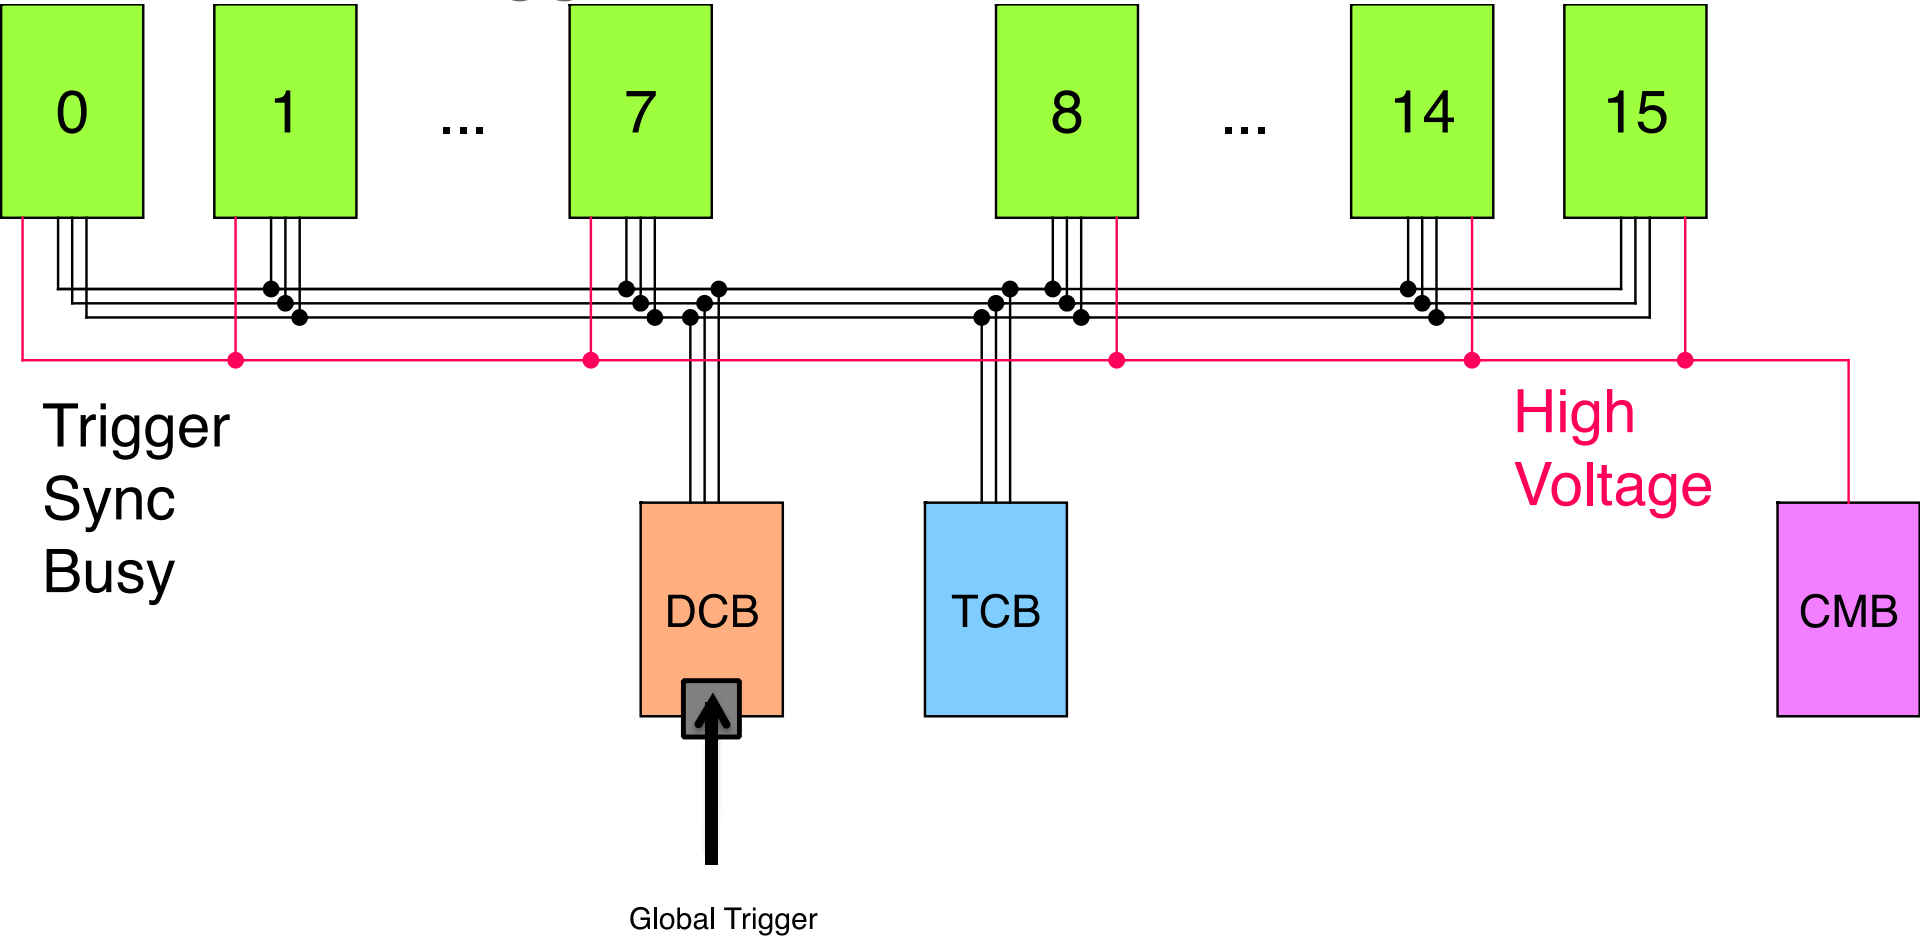 0
1
...
7
8
...
14
15
Trigger
Sync
Busy
High
Voltage
DCB
TCB
CMB
Global Trigger